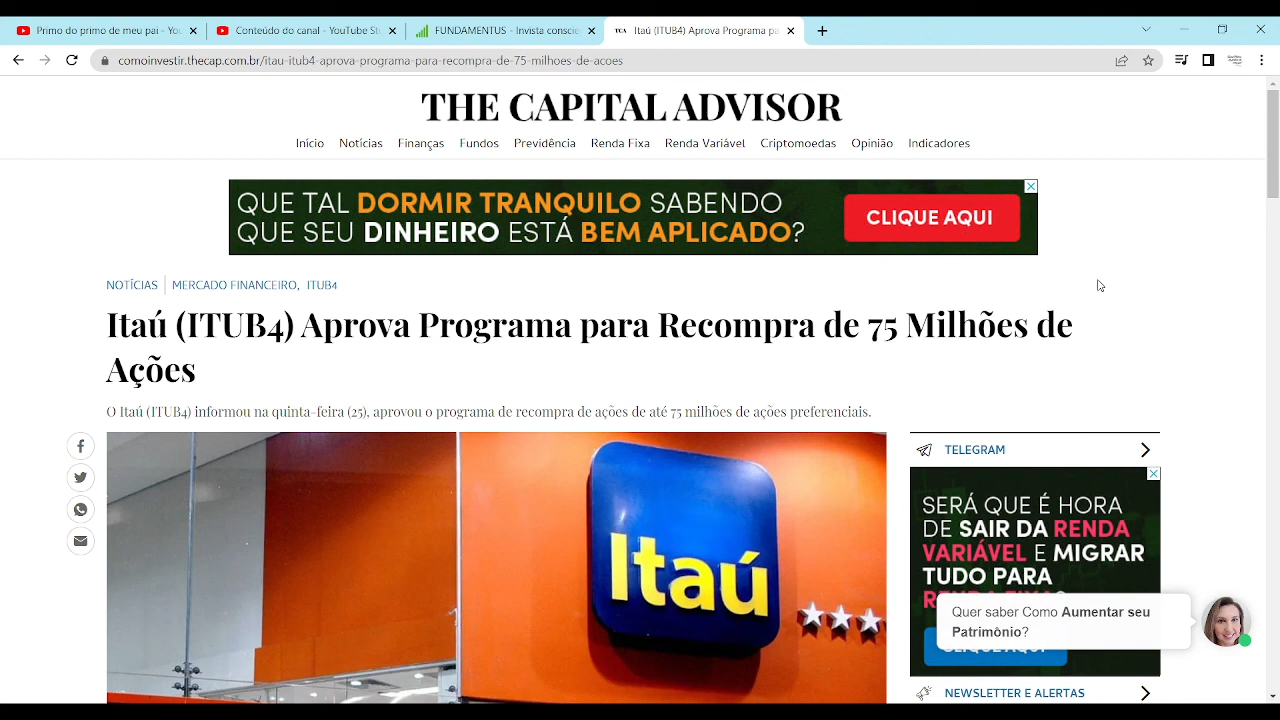 Primo do primo de meu pai - You
Conteúdo do canal - YouTube Stu
FUNDAMENTUS - Invista conscie
TCA
Itaú (ITUB4) Aprova Programa pa
comoinvestir.thecap.com.br/itau-itub4-aprova-programa-para-recompra-de-75-milhoes-de-acoes
THE CAPITAL ADVISOR
Início Notícias Finanças Fundos Previdência Renda Fixa Renda Variável Criptomoedas Opinião Indicadores
QUE TAL DORMIR TRANQUILO SABENDO
QUE SEU DINHEIRO ESTÁ BEM APLICADO?
CLIQUE AQUI
NOTÍCIAS MERCADO FINANCEIRO, ITUB4
Itaú (ITUB4) Aprova Programa para Recompra de 75 Milhões de
Ações
O Itaú (ITUB4) informou na quinta-feira (25), aprovou o programa de recompra de ações de até 75 milhões de ações preferenciais.
Itaú
TELEGRAM
SERÁ QUE É HORA
DE SAIR DA RENDA
VARIÁVEL E MIGRAR
TUDO PARA
Quer saber Como Aumentar seu
Patrimônio?
NEWSLETTER E ALERTAS